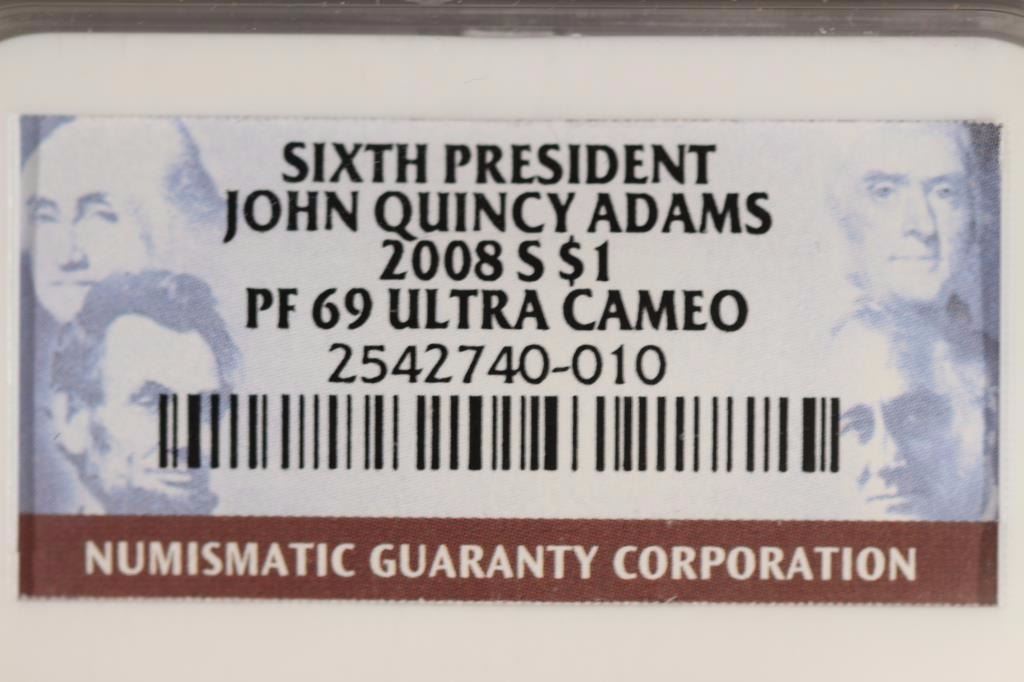 SIXTH PRESIDENT
JOHN QUINCY ADAMS
2008 S $1
PF 69 ULTRA CAMEO
2542740-010
NUMISMATIC GUARANTY CORPORATION